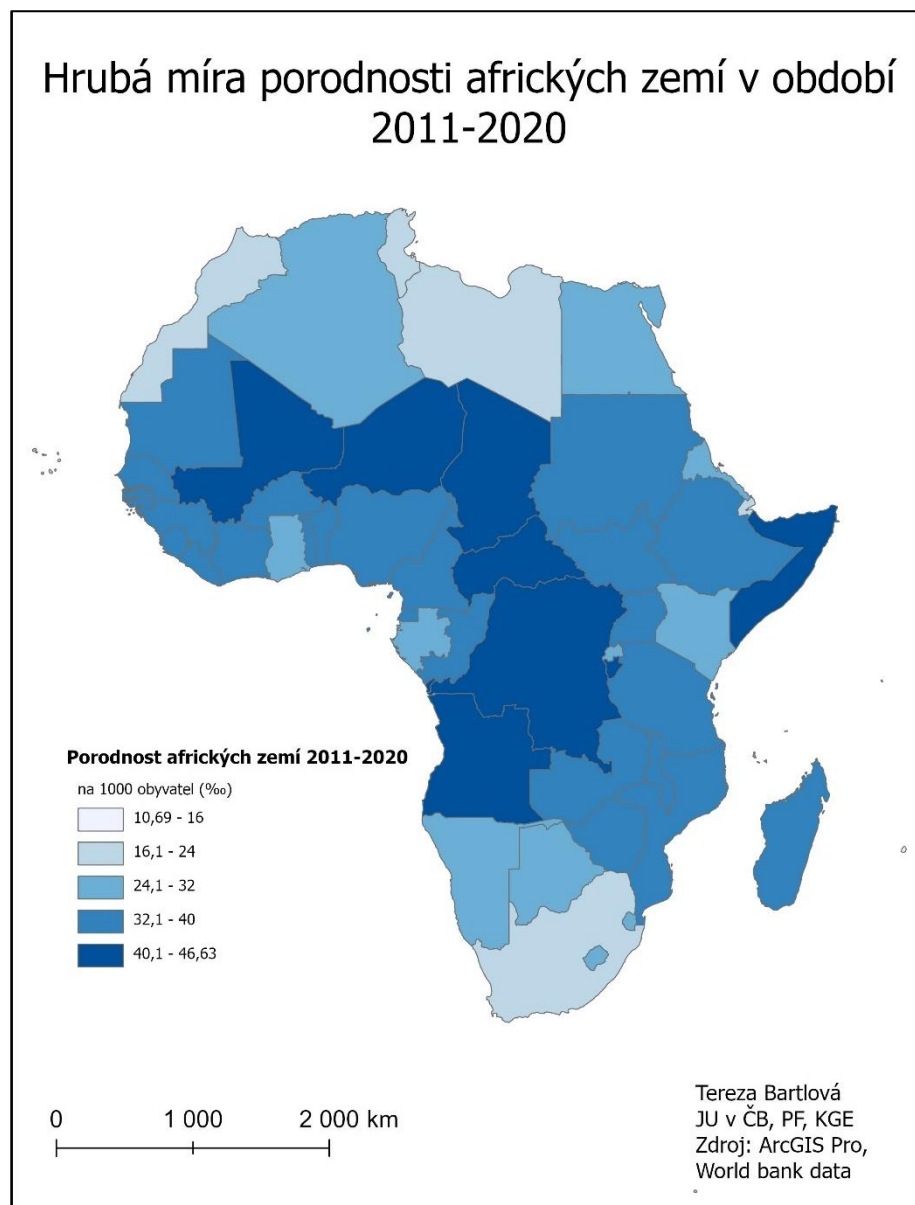 Hrubá míra porodnosti afrických zemí v období
2011-2020
Porodnost afrických zemí 2011-2020
na 1000 obyvatel (‰)
10,69 - 16
16,1 - 24
24,1 - 32
32,1 - 40
40,1 - 46,63
0 1 000 2 000 km
Tereza Bartlová
JU v ČB, PF, KGE
Zdroj: ArcGIS Pro,
World bank data